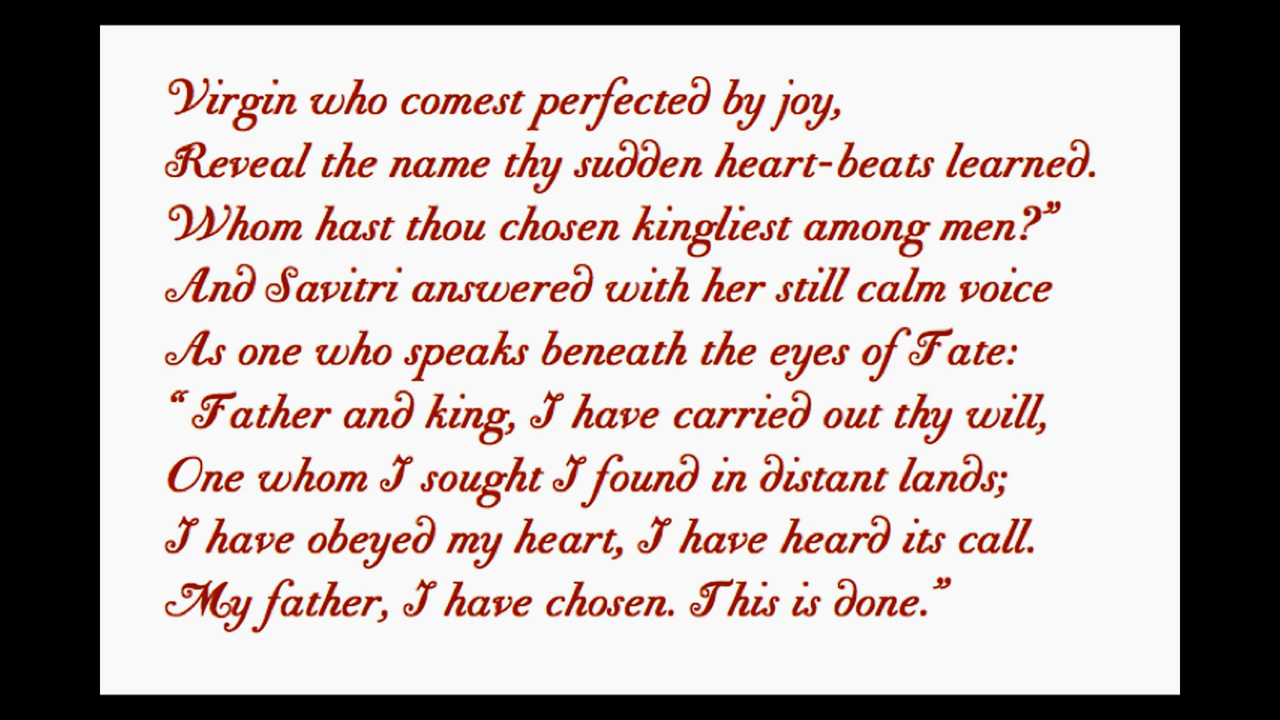 Virgin who comest perfected by joy,
Reveal the name thy sudden heart-beats learned.
Whom hast thou chosen kingliest among men?”
And Savitri answered with her still calm voice
As one who speaks beneath the eyes of Fate:
“Father and king, I have carried out thy will,
One whom I sought I found in distant lands;
I have obeyed my heart, I have heard its call.
My father, I have chosen. This is done.”